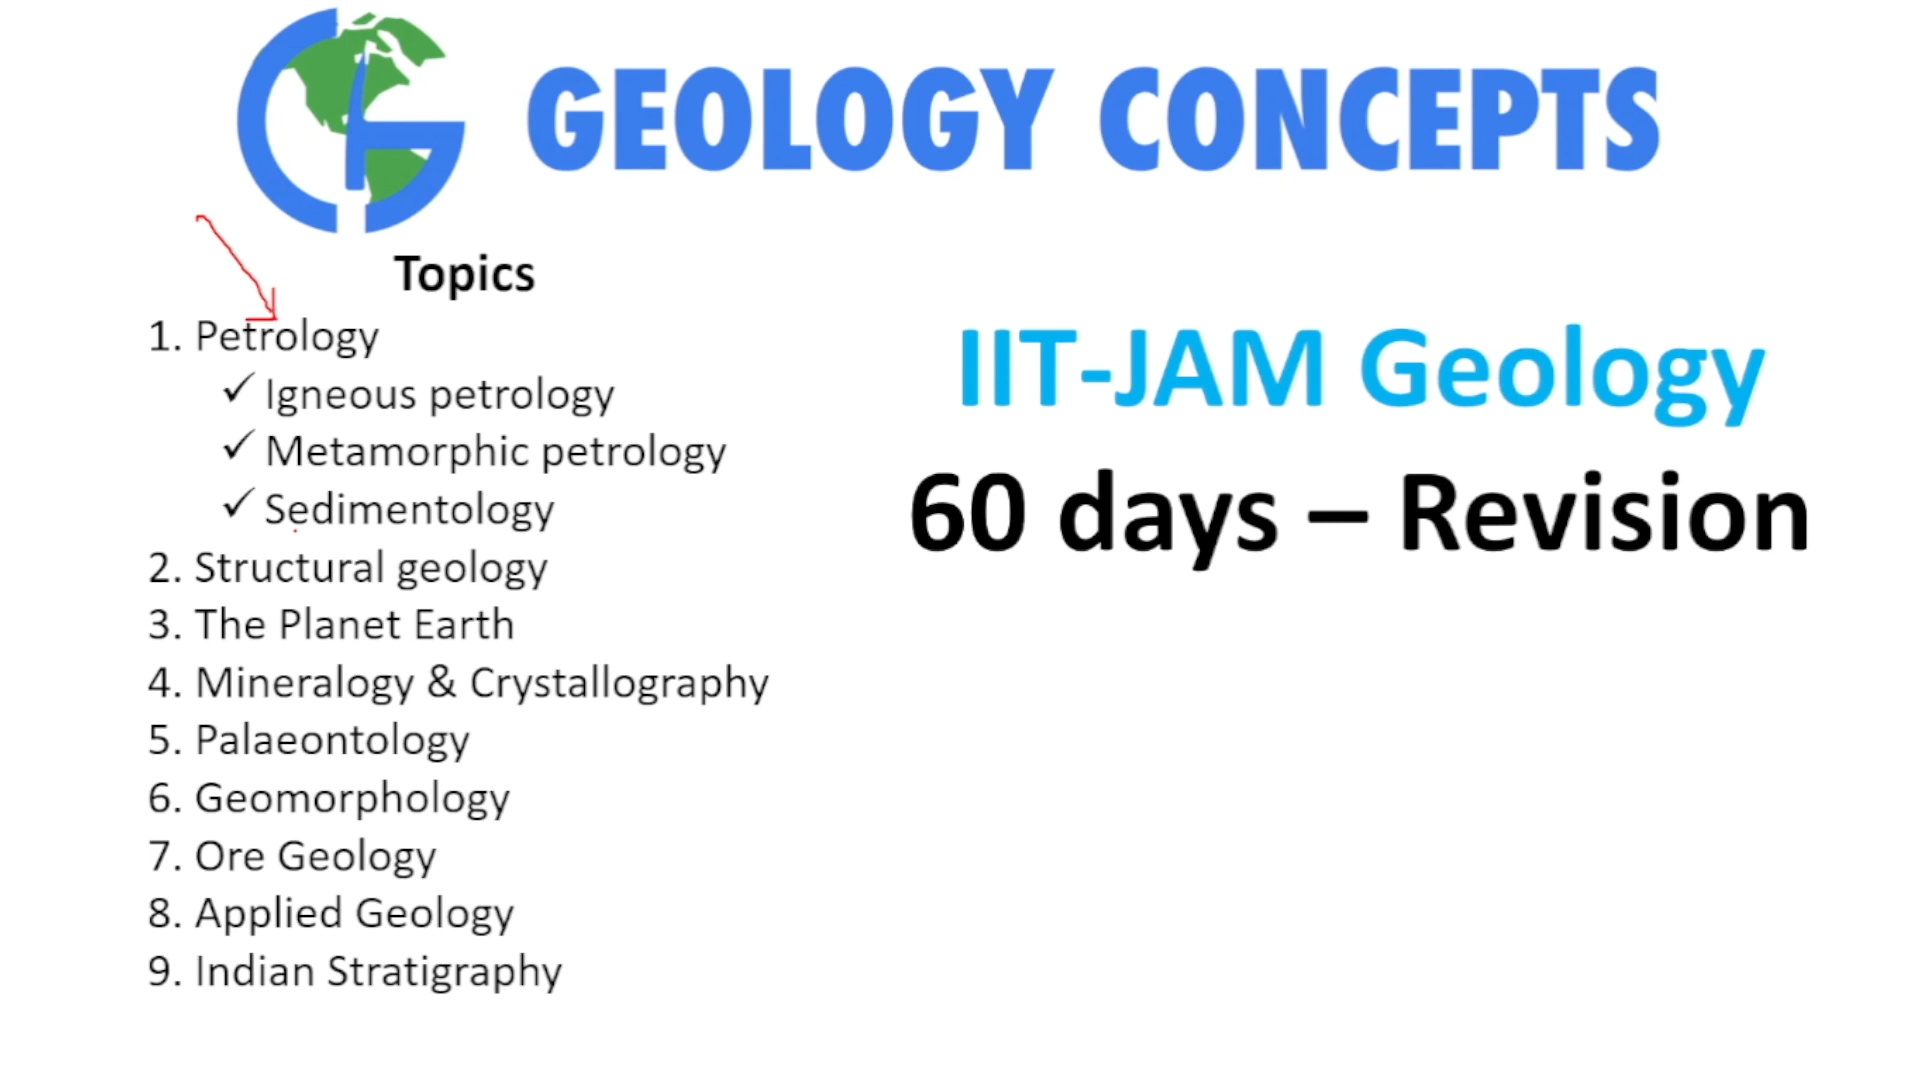 GEOLOGY CONCEPTS
Topics
1. Petrology
✓ Igneous petrology
✓ Metamorphic petrology
✓ Sedimentology
2. Structural geology
3. The Planet Earth
4. Mineralogy & Crystallography
5. Palaeontology
6. Geomorphology
7. Ore Geology
8. Applied Geology
9. Indian Stratigraphy
IIT-JAM Geology
60 days – Revision